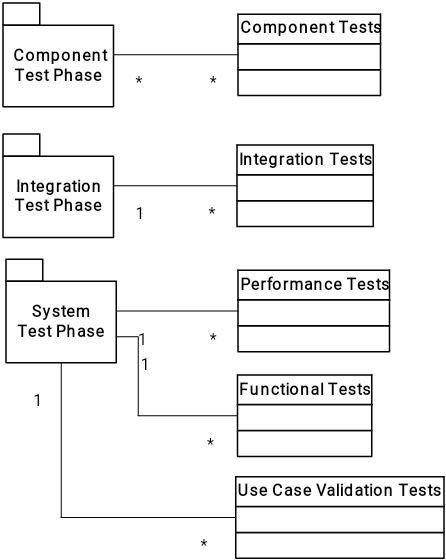 Component
Test Phase
Component Tests
*
*
Integration
Test Phase
Integration Tests
1
*
System
Test Phase
Performance Tests
1
*
1
Functional Tests
1
*
Use Case Validation Tests
*